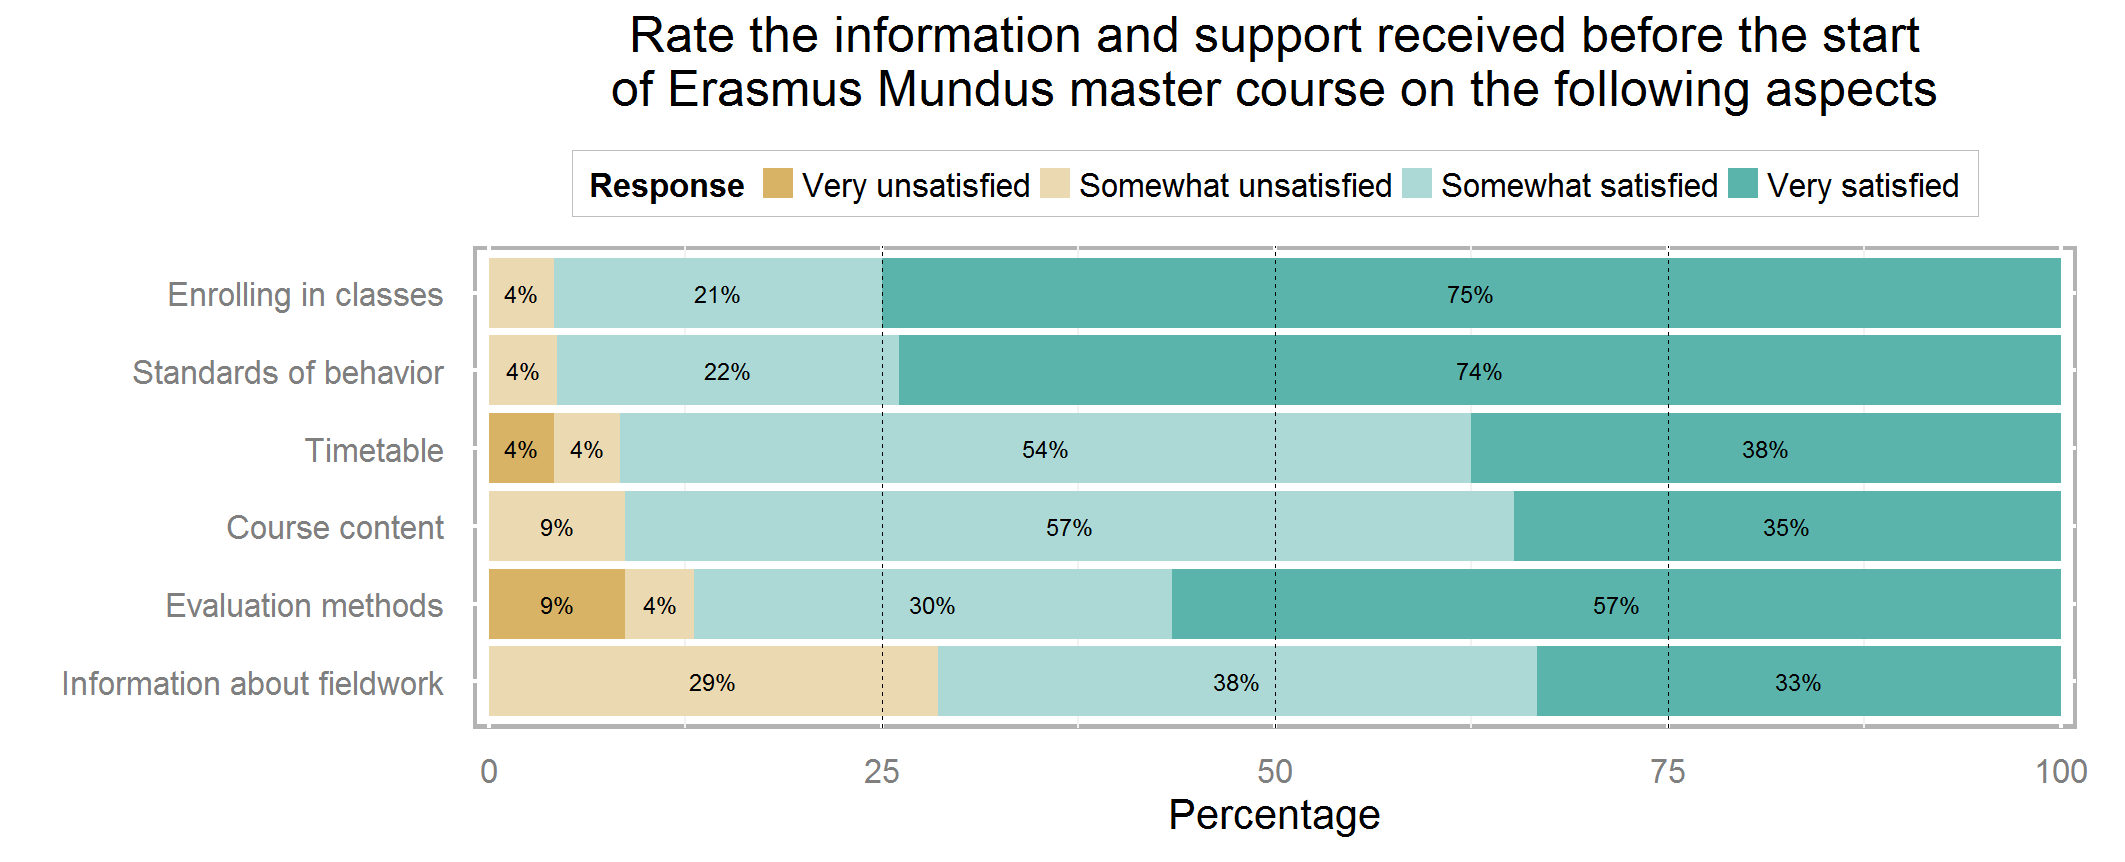 Rate the information and support received before the start
of Erasmus Mundus master course on the following aspects
Response Very unsatisfied Somewhat unsatisfied Somewhat satisfied Very satisfied
Enrolling in classes 4% 21% 75%
Standards of behavior 4% 22% 74%
Timetable 4% 4% 54% 38%
Course content 9% 57% 35%
Evaluation methods 9% 4% 30% 57%
Information about fieldwork 29% 38% 33%
0 25 50 75 100
Percentage